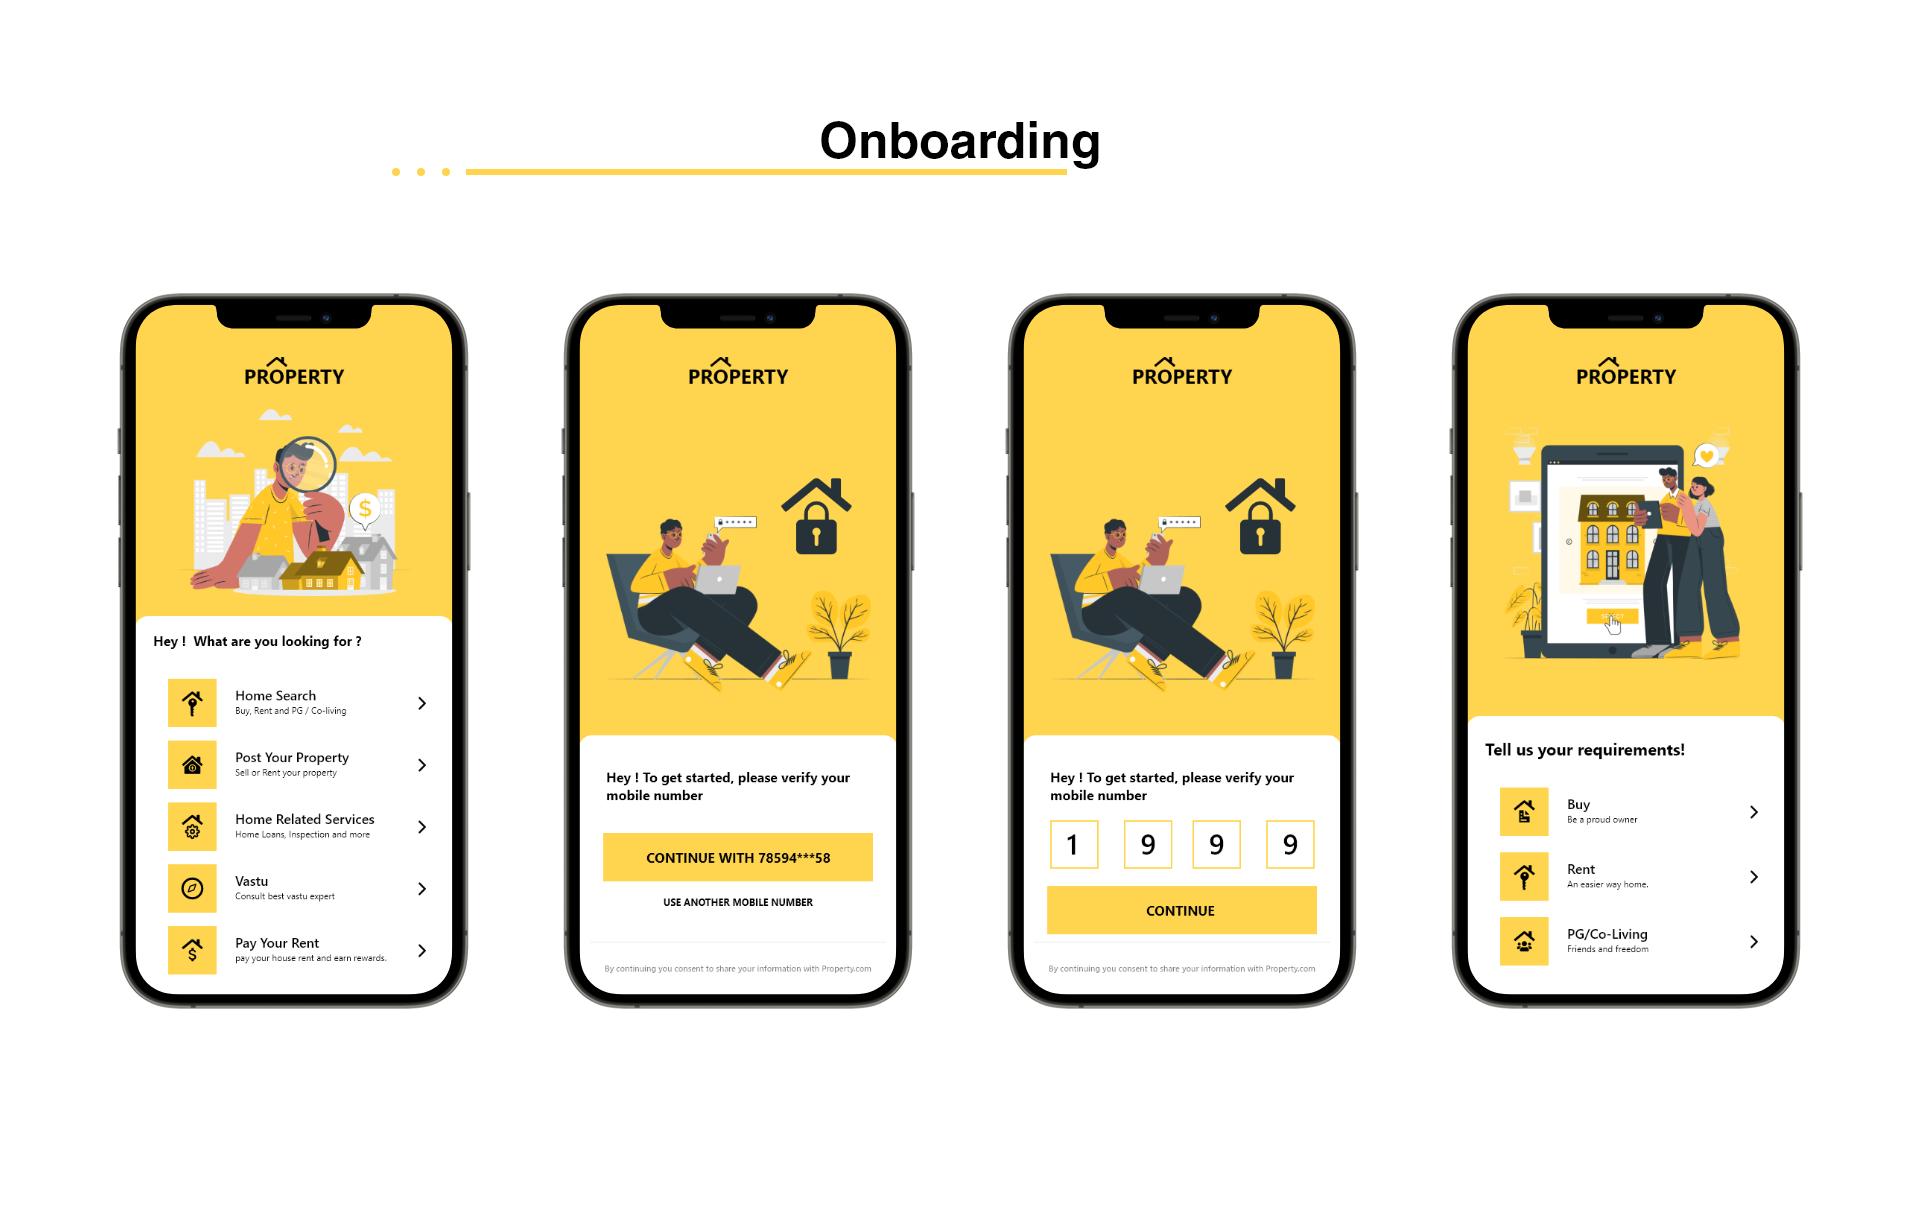 Onboarding
PROPERTY
$
Hey !  What are you looking for ?
Home Search
Buy, Rent and PG / Co-living
Post Your Property
Sell or Rent your property
Home Related Services
Home Loans, Inspection and more
Vastu
Consult best vastu expert
Pay Your Rent
pay your house rent and earn rewards.
PROPERTY
Hey ! To get started, please verify your
mobile number
CONTINUE WITH 78594***58
USE ANOTHER MOBILE NUMBER
By continuing you consent to share your information with Property.com
PROPERTY
Hey ! To get started, please verify your
mobile number
1 9 9 9
CONTINUE
By continuing you consent to share your information with Property.com
PROPERTY
Tell us your requirements!
Buy
Be a proud owner
Rent
An easier way home.
PG/Co-Living
Friends and freedom